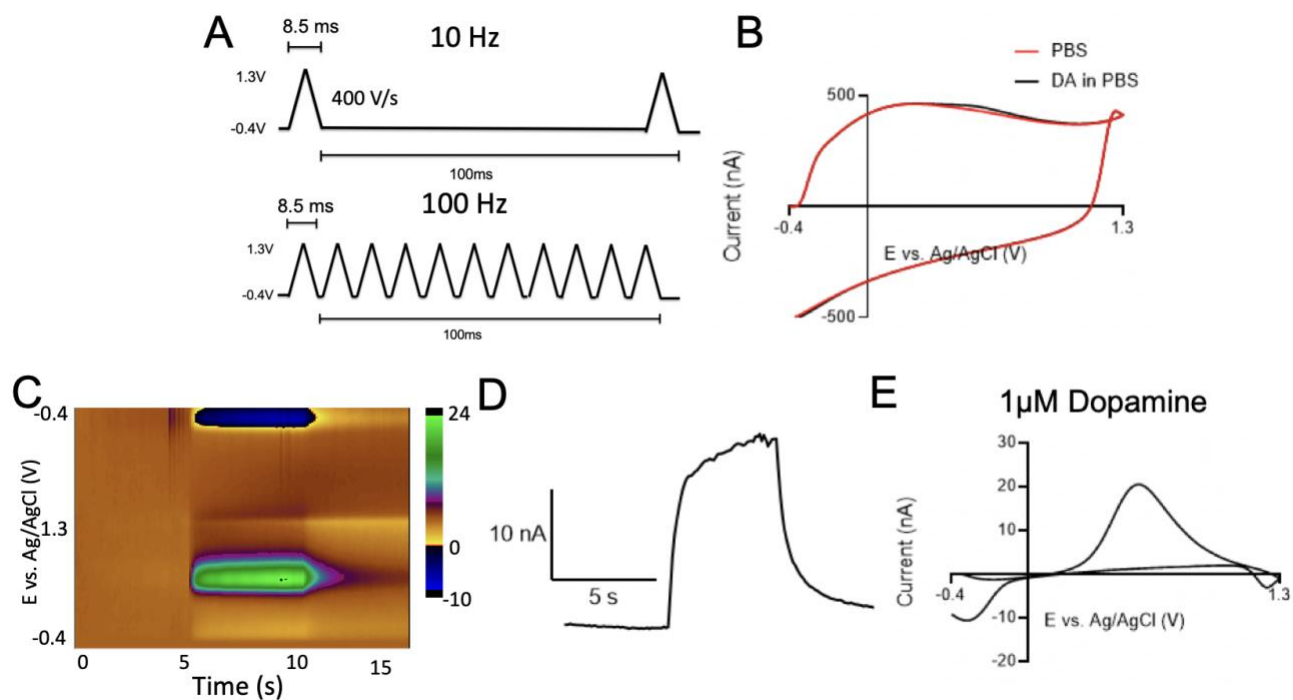 A
8.5 ms
10 Hz
1.3V
400 V/s
-0.4V
100ms
8.5 ms
100 Hz
1.3V
-0.4V
100ms
B
PBS
DA in PBS
500
Current (nA)
-0.4
1.3
E vs. Ag/AgCl (V)
-500
C
-0.4
24
E vs. Ag/AgCl (V)
1.3
0
-0.4
-10
0
5
10
15
Time (s)
D
10 nA
5 s
E
1µM Dopamine
30
20
10
Current (nA)
-0.4
1.3
-10
E vs. Ag/AgCl (V)
-20